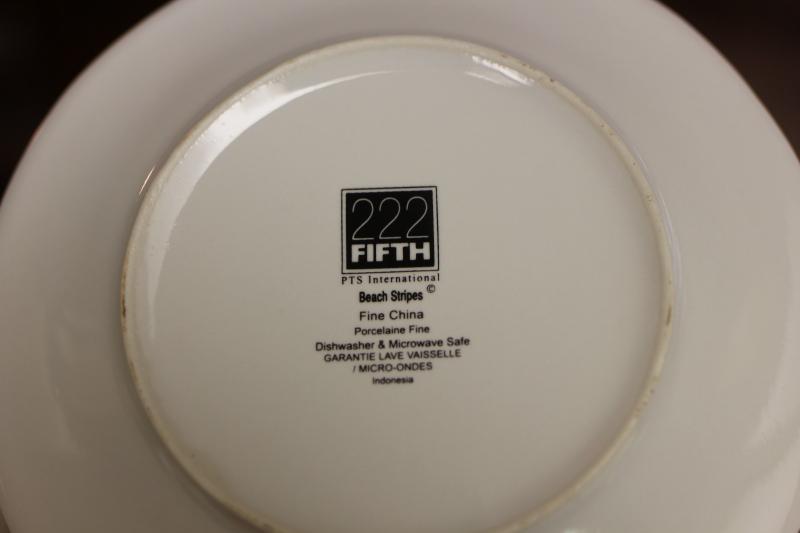 222
FIFTH
PTS International
Beach Stripes ©
Fine China
Porcelaine Fine
Dishwasher & Microwave Safe
GARANTIE LAVE VAISSELLE
/ MICRO-ONDES
Indonesia